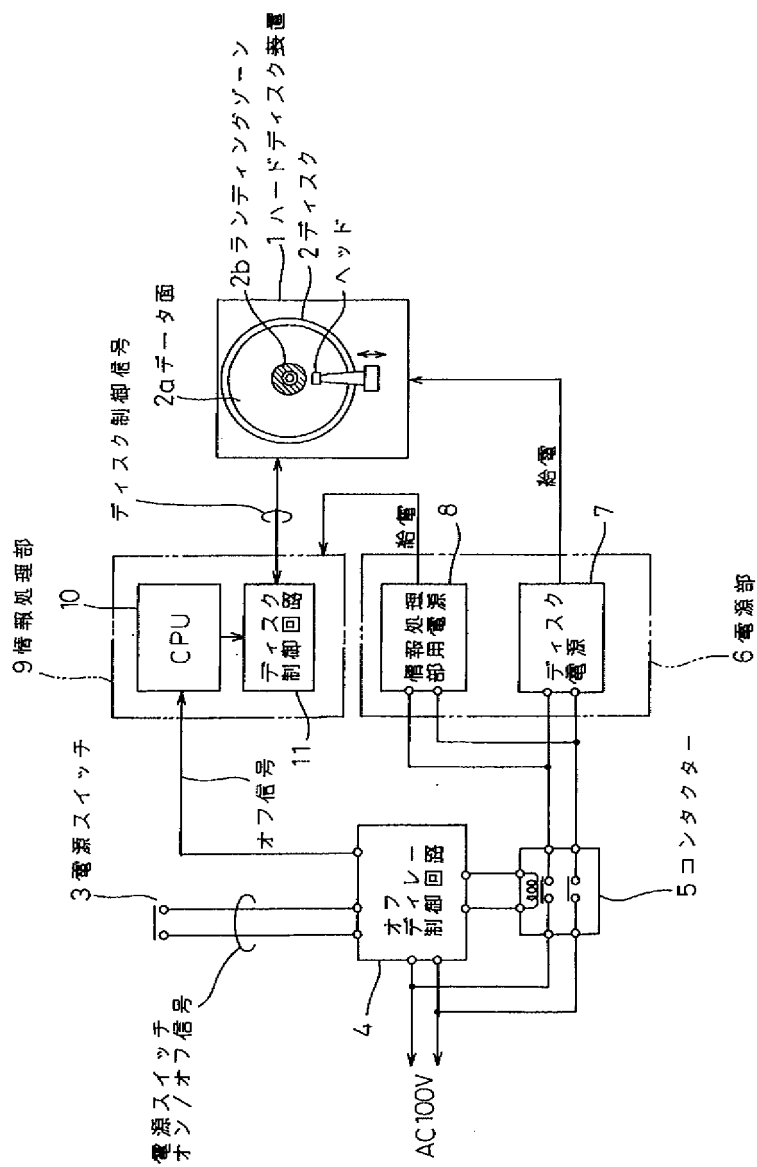 電源スイッチ
オン／オフ信号
3電源スイッチ
オフ信号
オフ
ディレー
制御回路
4
AC100V
5コンタクター
9情報処理部
10
CPU
ディスク
制御回路
11
ディスク制御信号
2aデータ面
2bランディングゾーン
1ハードディスク装置
2ディスク
ヘッド
給電
8
情報処理
部用電源
給電
7
ディスク
電源
6電源部